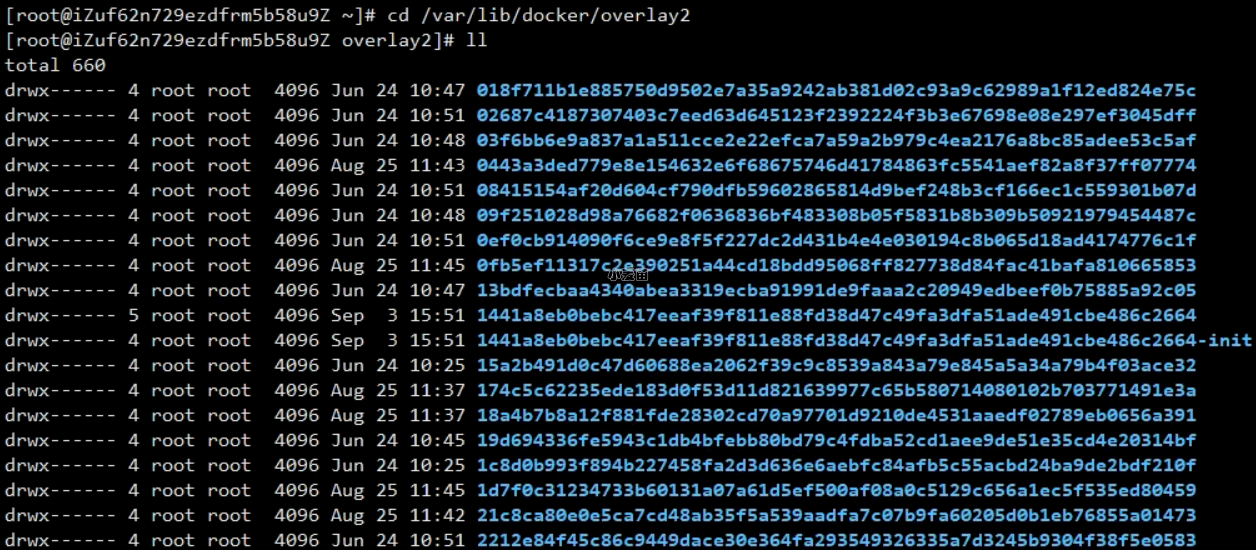 [root@iZuf62n729ezdfrm5b58u9Z ~]# cd /var/lib/docker/overlay2
[root@iZuf62n729ezdfrm5b58u9Z overlay2]# ll
total 660
drwx------ 4 root root  4096 Jun 24 10:47 018f711b1e885750d9502e7a35a9242ab381d02c93a9c62989a1f12ed824e75c
drwx------ 4 root root  4096 Jun 24 10:51 02687c4187307403c7eed63d645123f2392224f3b3e67698e08e297ef3045dff
drwx------ 4 root root  4096 Jun 24 10:48 03f6bb6e9a837a1a511cce2e22efca7a59a2b979c4ea2176a8bc85adee53c5af
drwx------ 4 root root  4096 Aug 25 11:43 0443a3ded779e8e154632e6f68675746d41784863fc5541aef82a8f37ff07774
drwx------ 4 root root  4096 Jun 24 10:51 08415154af20d604cf790dfb59602865814d9bef248b3cf166ec1c559301b07d
drwx------ 4 root root  4096 Jun 24 10:48 09f251028d98a76682f0636836bf483308b05f5831b8b309b50921979454487c
drwx------ 4 root root  4096 Jun 24 10:51 0ef0cb914090f6ce9e8f5f227dc2d431b4e4e030194c8b065d18ad4174776c1f
drwx------ 4 root root  4096 Aug 25 11:45 0fb5ef11317c2e390251a44cd18bdd95068ff827738d84fac41bafa810665853
drwx------ 4 root root  4096 Jun 24 10:47 13bdfecbaa4340abea3319ecba91991de9faaa2c20949edbeef0b75885a92c05
drwx------ 5 root root  4096 Sep  3 15:51 1441a8eb0bebc417eeaf39f811e88fd38d47c49fa3dfa51ade491cbe486c2664
drwx------ 4 root root  4096 Sep  3 15:51 1441a8eb0bebc417eeaf39f811e88fd38d47c49fa3dfa51ade491cbe486c2664-init
drwx------ 4 root root  4096 Jun 24 10:25 15a2b491d0c47d60688ea2062f39c9c8539a843a79e845a5a34a79b4f03ace32
drwx------ 4 root root  4096 Aug 25 11:37 174c5c62235ede183d0f53d11d821639977c65b580714080102b703771491e3a
drwx------ 4 root root  4096 Aug 25 11:37 18a4b7b8a12f881fde28302cd70a97701d9210de4531aaedf02789eb0656a391
drwx------ 4 root root  4096 Jun 24 10:45 19d694336fe5943c1db4bfebb80bd79c4fdba52cd1aee9de51e35cd4e20314bf
drwx------ 4 root root  4096 Jun 24 10:25 1c8d0b993f894b227458fa2d3d636e6aebfc84afb5c55acbd24ba9de2bdf210f
drwx------ 4 root root  4096 Aug 25 11:45 1d7f0c31234733b60131a07a61d5ef500af08a0c5129c656a1ec5f535ed80459
drwx------ 4 root root  4096 Aug 25 11:42 21c8ca80e0e5ca7cd48ab35f5a539aadfa7c07b9fa60205d0b1eb76855a01473
drwx------ 4 root root  4096 Jun 24 10:51 2212e84f45c86c9449dace30e364fa293549326335a7d3245b9304f38f5e0583